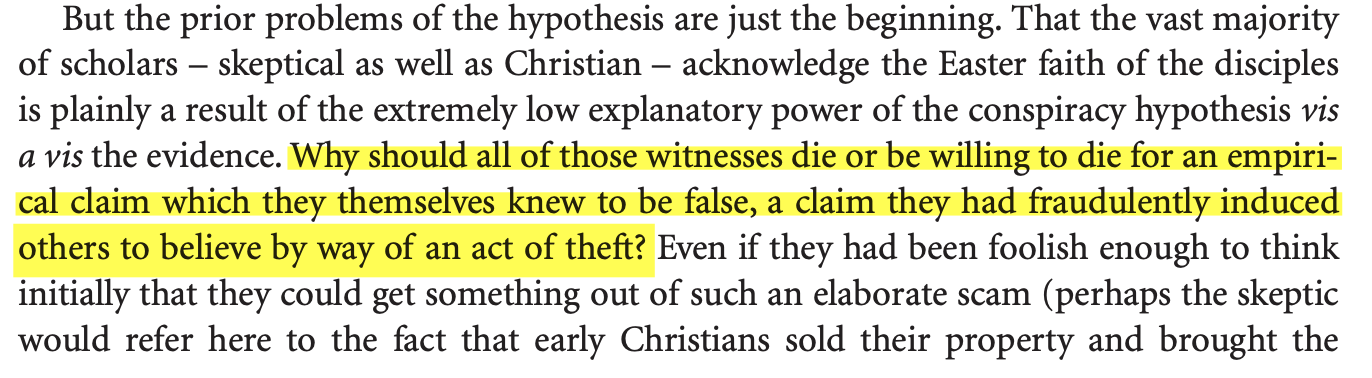 But the prior problems of the hypothesis are just the beginning. That the vast majority
of scholars – skeptical as well as Christian – acknowledge the Easter faith of the disciples
is plainly a result of the extremely low explanatory power of the conspiracy hypothesis vis
a vis the evidence. Why should all of those witnesses die or be willing to die for an empiri-
cal claim which they themselves knew to be false, a claim they had fraudulently induced
others to believe by way of an act of theft? Even if they had been foolish enough to think
initially that they could get something out of such an elaborate scam (perhaps the skeptic
would refer here to the fact that early Christians sold their property and brought the